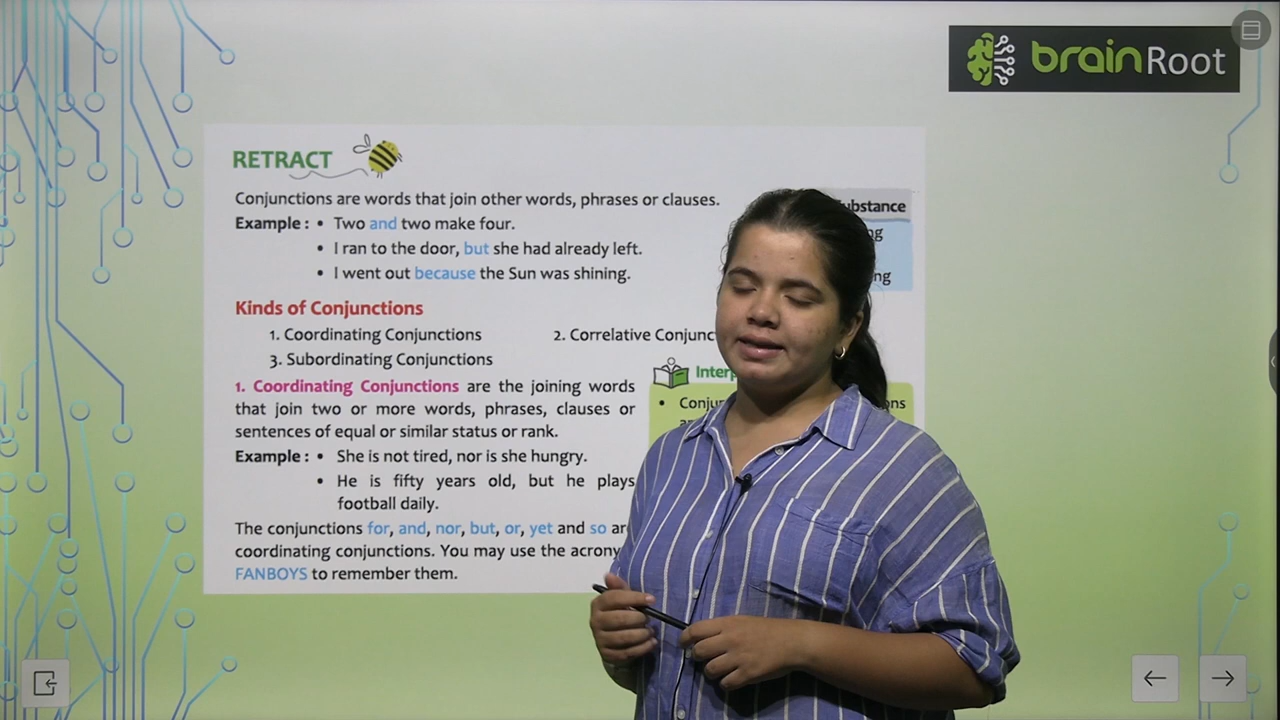 brainRoot
RETRACT
Conjunctions are words that join other words, phrases or clauses.
Example : • Two and two make four.
• I ran to the door, but she had already left.
• I went out because the Sun was shining.
Kinds of Conjunctions
1. Coordinating Conjunctions 2. Correlative
3. Subordinating Conjunctions
1. Coordinating Conjunctions are the joining words
that join two or more words, phrases, clauses or
sentences of equal or similar status or rank.
Example : • She is not tired, nor is she hungry.
• He is fifty years old, but he plays
football daily.
The conjunctions for, and, nor, but, or, yet and so
coordinating conjunctions. You may use the
FANBOYS to remember them.